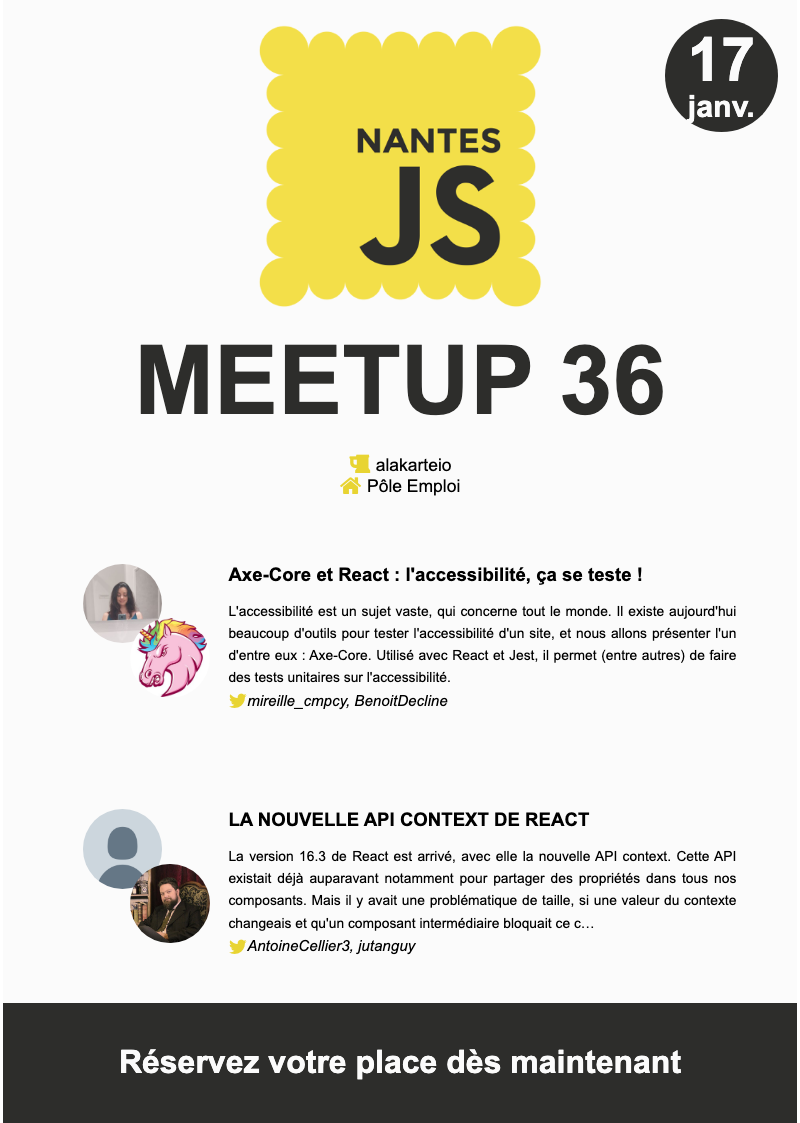 17
janv.
NANTES
JS
MEETUP 36
alakarteio
Pôle Emploi
Axe-Core et React : l'accessibilité, ça se teste !
L'accessibilité est un sujet vaste, qui concerne tout le monde. Il existe aujourd'hui
beaucoup d'outils pour tester l'accessibilité d'un site, et nous allons présenter l'un
d'entre eux : Axe-Core. Utilisé avec React et Jest, il permet (entre autres) de faire
des tests unitaires sur l'accessibilité.
mireille_cmpcy, BenoitDecline
LA NOUVELLE API CONTEXT DE REACT
La version 16.3 de React est arrivé, avec elle la nouvelle API context. Cette API
existait déjà auparavant notamment pour partager des propriétés dans tous nos
composants. Mais il y avait une problématique de taille, si une valeur du contexte
changeais et qu'un composant intermédiaire bloquait ce c…
AntoineCellier3, jutanguy
Réservez votre place dès maintenant